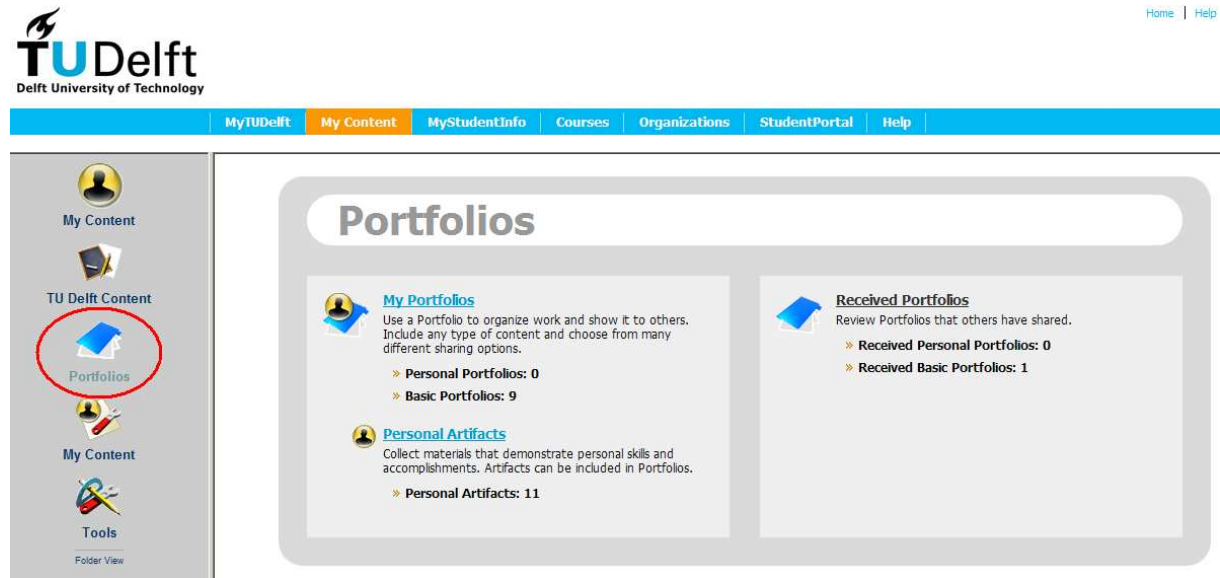 Home | Help
TUDelft
Delft University of Technology
MyTUDelft
My Content
MyStudentInfo
Courses
Organizations
StudentPortal
Help
My Content
TU Delft Content
Portfolios
My Content
Tools
Folder View
Portfolios
My Portfolios
Use a Portfolio to organize work and show it to others.
Include any type of content and choose from many
different sharing options.
» Personal Portfolios: 0
» Basic Portfolios: 9
Personal Artifacts
Collect materials that demonstrate personal skills and
accomplishments. Artifacts can be included in Portfolios.
» Personal Artifacts: 11
Received Portfolios
Review Portfolios that others have shared.
» Received Personal Portfolios: 0
» Received Basic Portfolios: 1